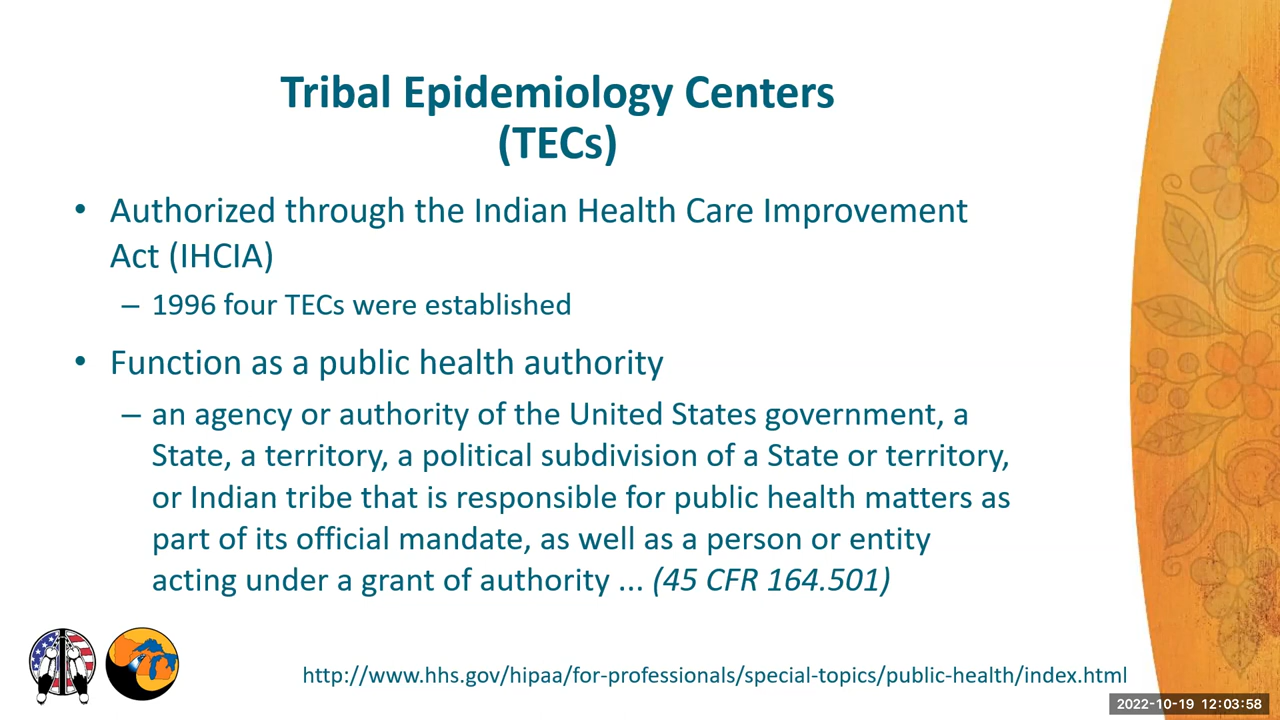 Tribal Epidemiology Centers
(TECs)
• Authorized through the Indian Health Care Improvement
Act (IHCIA)
– 1996 four TECs were established
• Function as a public health authority
– an agency or authority of the United States government, a
State, a territory, a political subdivision of a State or territory,
or Indian tribe that is responsible for public health matters as
part of its official mandate, as well as a person or entity
acting under a grant of authority ... (45 CFR 164.501)
http://www.hhs.gov/hipaa/for-professionals/special-topics/public-health/index.html
2022-10-19 12:03:58